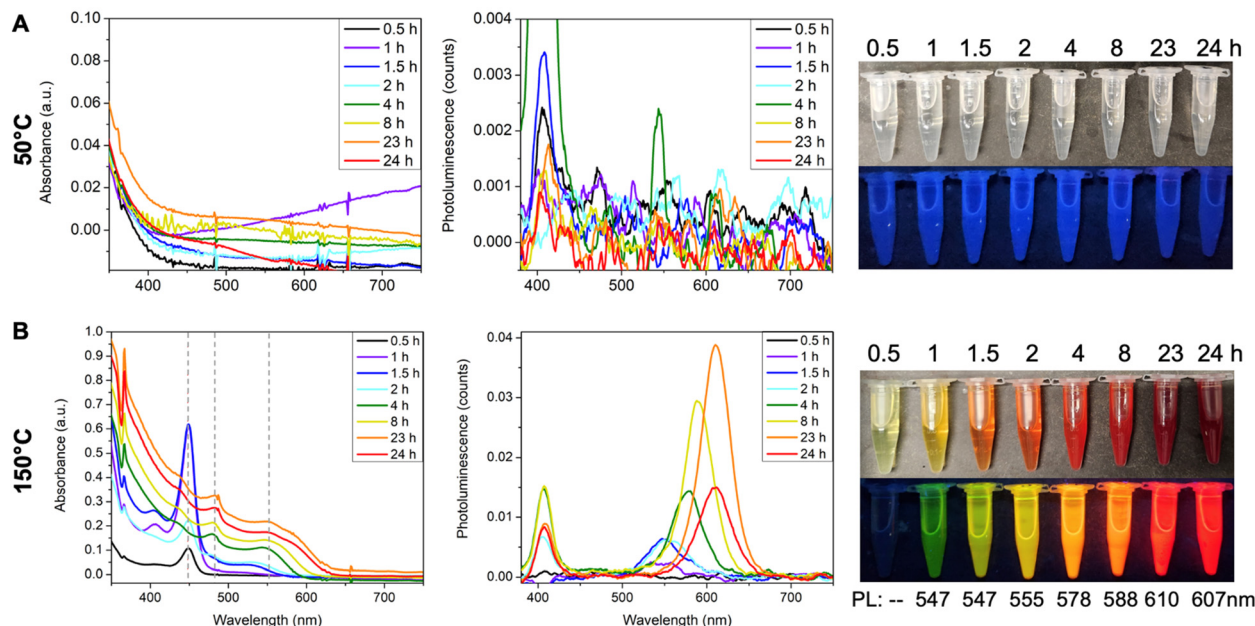 A
50°C
Absorbance (a.u.)
0.10
0.08
0.06
0.04
0.02
0.00
400
500
600
700
0.5 h
1 h
1.5 h
2 h
4 h
8 h
23 h
24 h
Photoluminescence (counts)
0.004
0.003
0.002
0.001
0.000
400
500
600
700
0.5 h
1 h
1.5 h
2 h
4 h
8 h
23 h
24 h
0.5 1 1.5 2 4 8 23 24 h
B
150°C
Absorbance (a.u.)
1.0
0.9
0.8
0.7
0.6
0.5
0.4
0.3
0.2
0.1
0.0
400
500
600
700
Wavelength (nm)
0.5 h
1 h
1.5 h
2 h
4 h
8 h
23 h
24 h
Photoluminescence (counts)
0.04
0.03
0.02
0.01
0.00
400
500
600
700
Wavelength (nm)
0.5 h
1 h
1.5 h
2 h
4 h
8 h
23 h
24 h
0.5 1 1.5 2 4 8 23 24 h
PL: -- 547 547 555 578 588 610 607nm